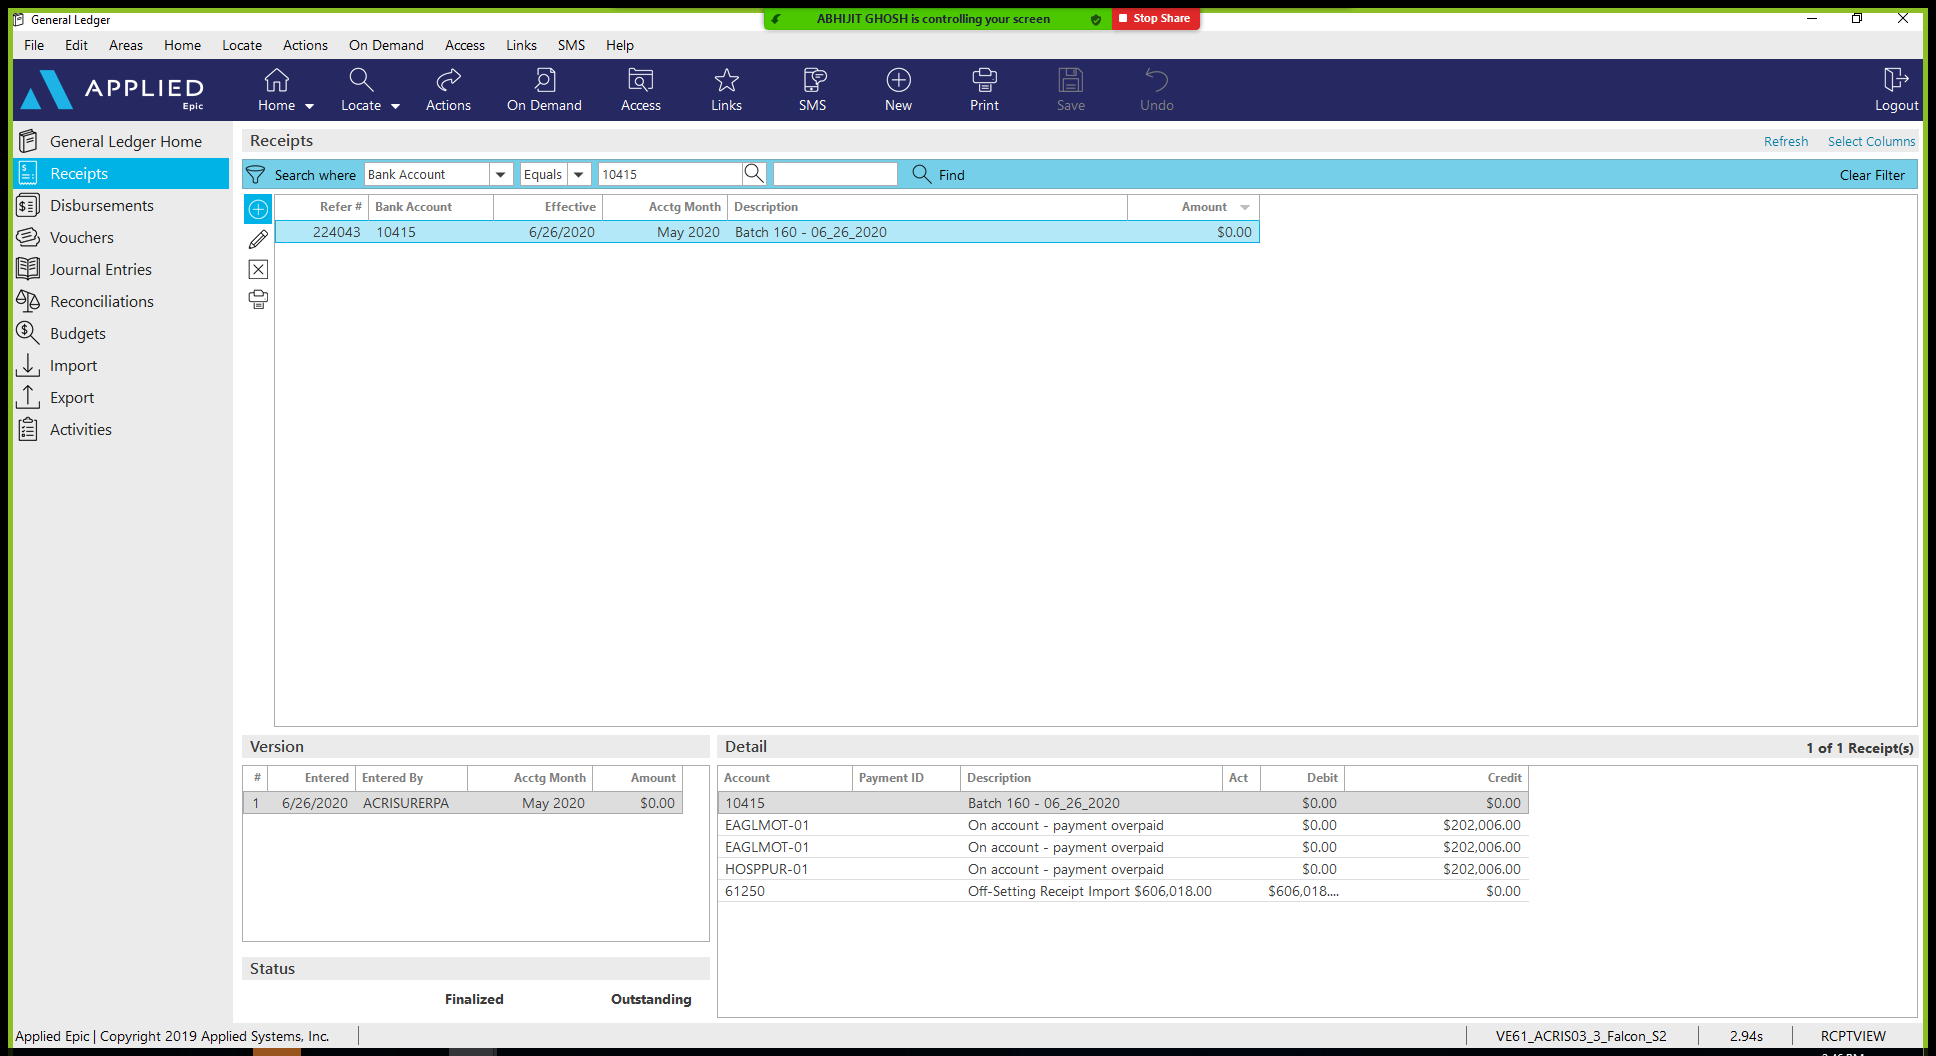 General Ledger
ABHIJIT GHOSH is controlling your screen
Stop Share
File Edit Areas Home Locate Actions On Demand Access Links SMS Help
APPLIED
Epic
Home Locate Actions On Demand Access Links SMS New Print Save Undo Logout
General Ledger Home
Receipts
Disbursements
Vouchers
Journal Entries
Reconciliations
Budgets
Import
Export
Activities
Receipts Refresh Select Columns
Search where Bank Account Equals 10415 Find Clear Filter
Refer # Bank Account Effective Acctg Month Description Amount
224043 10415 6/26/2020 May 2020 Batch 160 - 06_26_2020 $0.00
Version
# Entered Entered By Acctg Month Amount
1 6/26/2020 ACRISURERPA May 2020 $0.00
Status
Finalized Outstanding
Detail 1 of 1 Receipt(s)
Account Payment ID Description Act Debit Credit
10415 Batch 160 - 06_26_2020 $0.00 $0.00
EAGLMOT-01 On account - payment overpaid $0.00 $202,006.00
EAGLMOT-01 On account - payment overpaid $0.00 $202,006.00
HOSPPUR-01 On account - payment overpaid $0.00 $202,006.00
61250 Off-Setting Receipt Import $606,018.00 $606,018.... $0.00
Applied Epic | Copyright 2019 Applied Systems, Inc. VE61_ACRIS03_3_Falcon_S2 2.94s RCPTVIEW